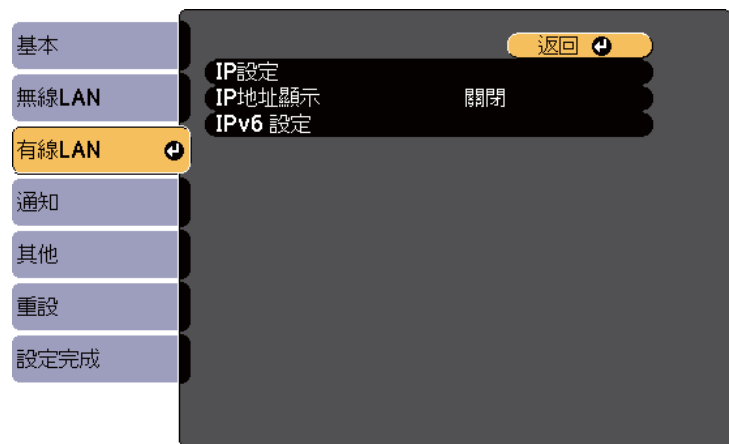 基本
無線LAN
有線LAN
通知
其他
重設
設定完成
返回
IP設定
IP地址顯示 關閉
IPv6 設定